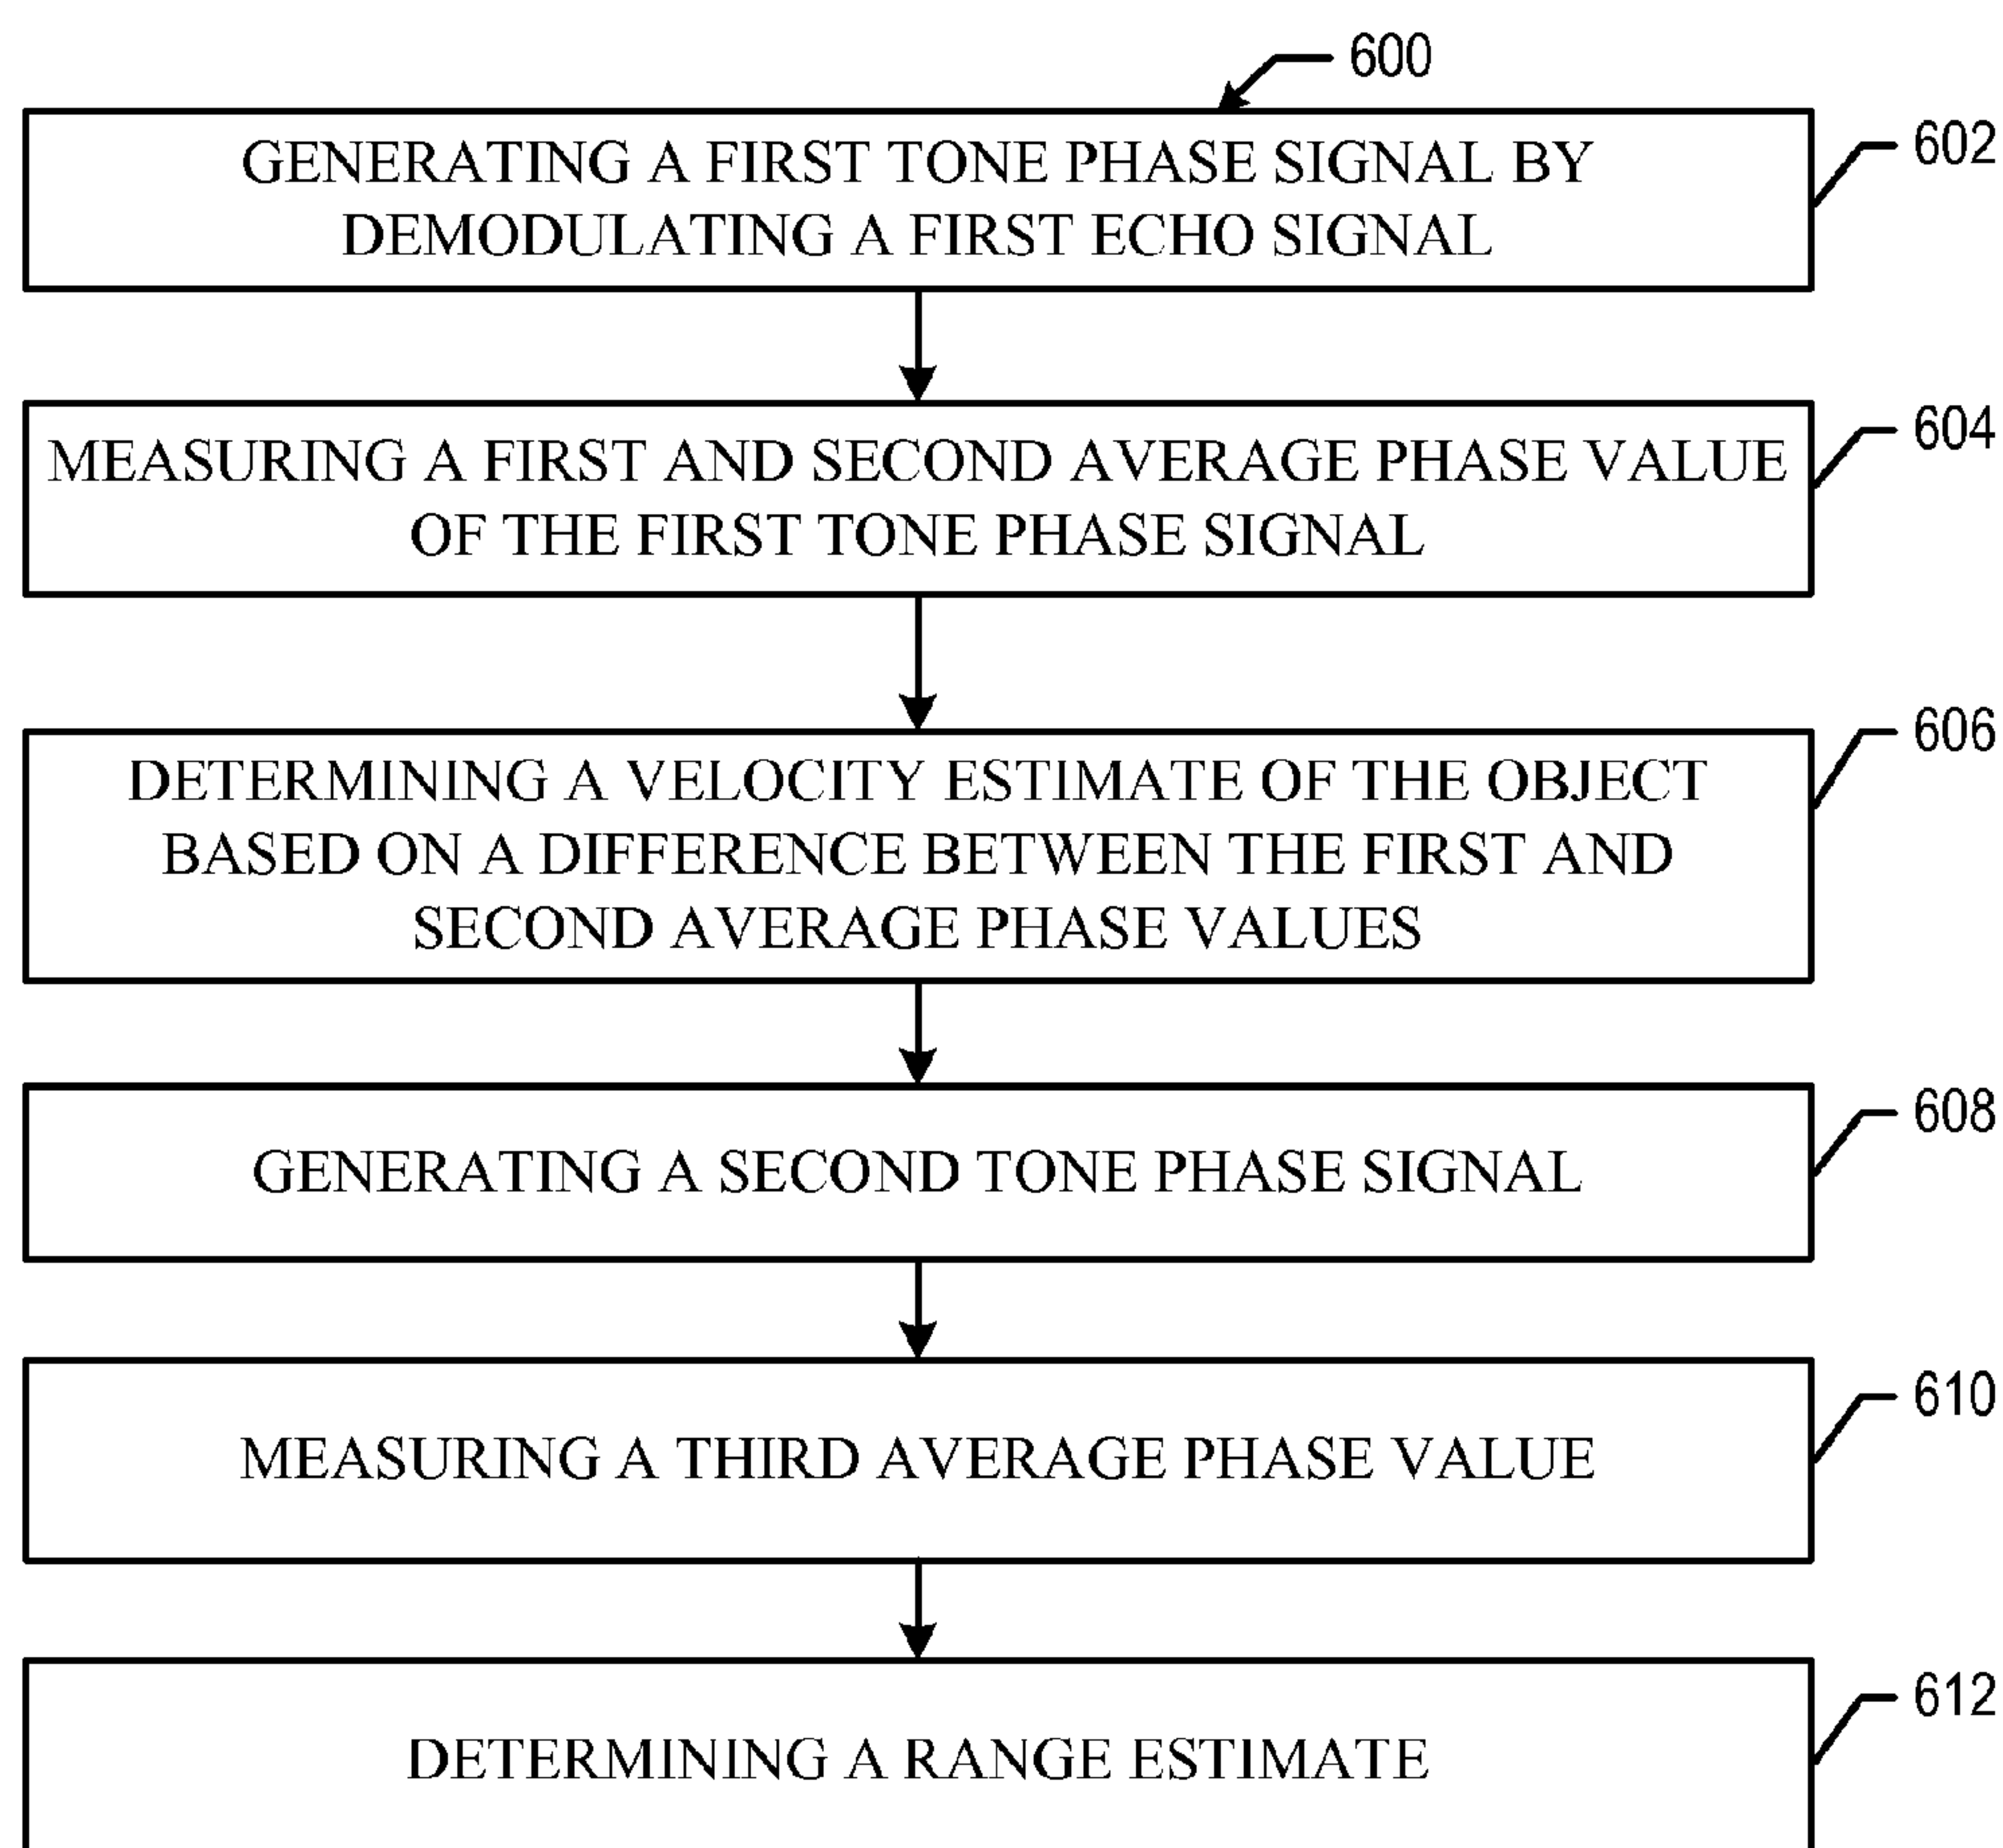 600
GENERATING A FIRST TONE PHASE SIGNAL BY
DEMODULATING A FIRST ECHO SIGNAL
602
MEASURING A FIRST AND SECOND AVERAGE PHASE VALUE
OF THE FIRST TONE PHASE SIGNAL
604
DETERMINING A VELOCITY ESTIMATE OF THE OBJECT
BASED ON A DIFFERENCE BETWEEN THE FIRST AND
SECOND AVERAGE PHASE VALUES
606
GENERATING A SECOND TONE PHASE SIGNAL
608
MEASURING A THIRD AVERAGE PHASE VALUE
610
DETERMINING A RANGE ESTIMATE
612